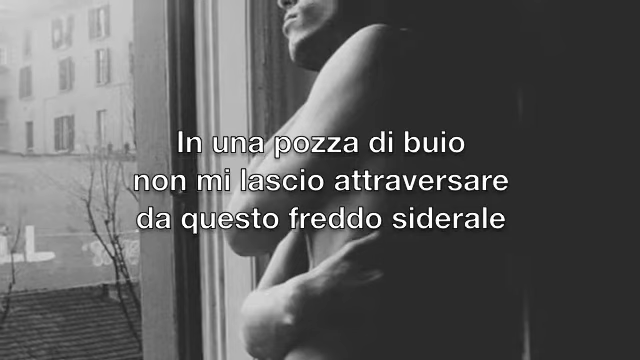 In una pozza di buio
non mi lascio attraversare
da questo freddo siderale